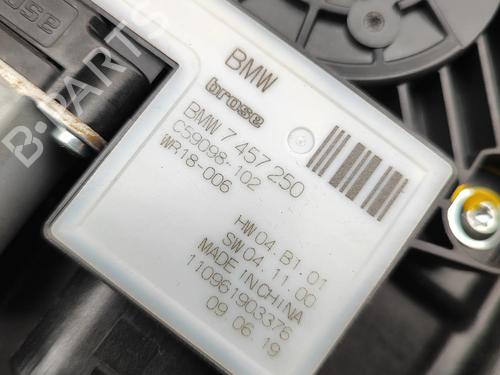 BMW
brose
BMW 7 457 250
C59098-102
WR18-006
HW 04 B1.01
SW 04.11.00
MADE IN CHINA
110961903376
09.06.19
B-PARTS